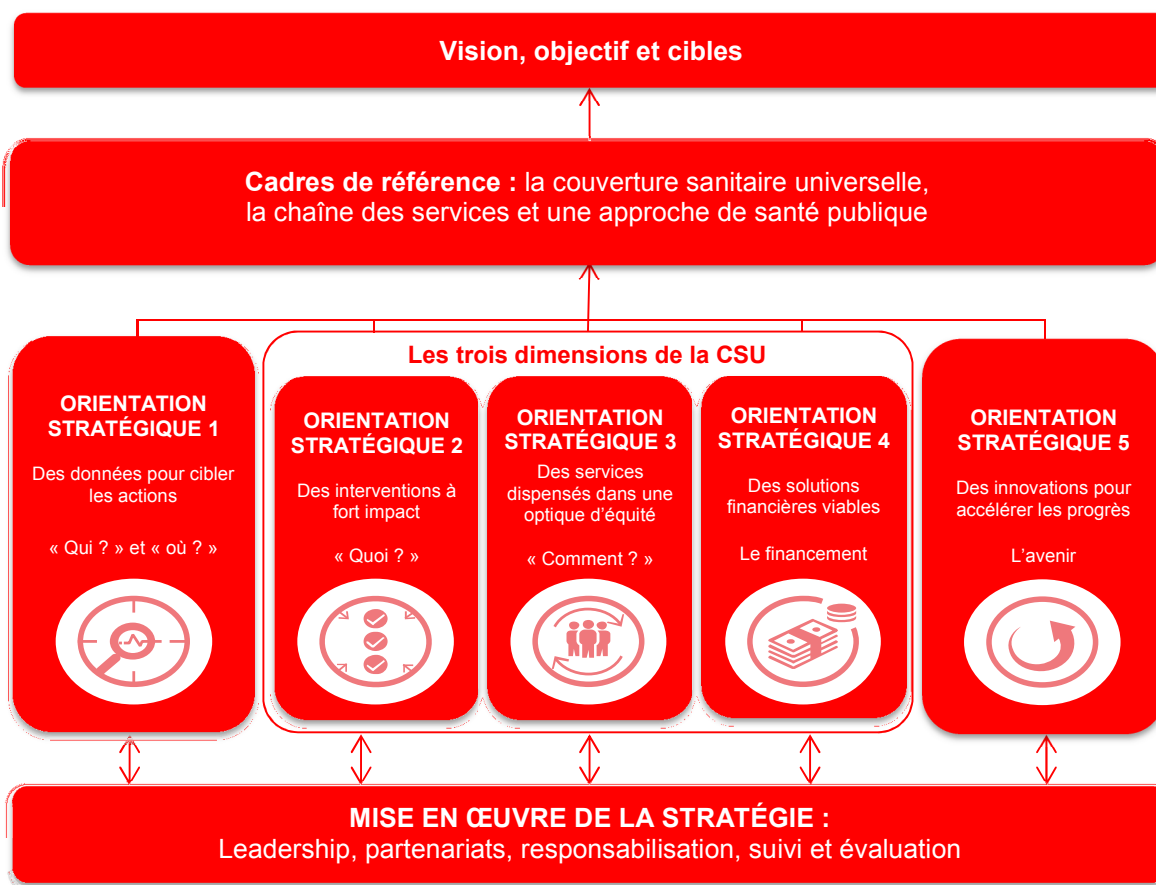 Vision, objectif et cibles
Cadres de référence : la couverture sanitaire universelle,
la chaîne des services et une approche de santé publique
Les trois dimensions de la CSU
ORIENTATION
STRATÉGIQUE 1
Des données pour cibler
les actions
« Qui ? » et « où ? »
ORIENTATION
STRATÉGIQUE 2
Des interventions à
fort impact
« Quoi ? »
ORIENTATION
STRATÉGIQUE 3
Des services
dispensés dans une
optique d’équité
« Comment ? »
ORIENTATION
STRATÉGIQUE 4
Des solutions
financières viables
Le financement
ORIENTATION
STRATÉGIQUE 5
Des innovations pour
accélérer les progrès
L’avenir
MISE EN ŒUVRE DE LA STRATÉGIE :
Leadership, partenariats, responsabilisation, suivi et évaluation